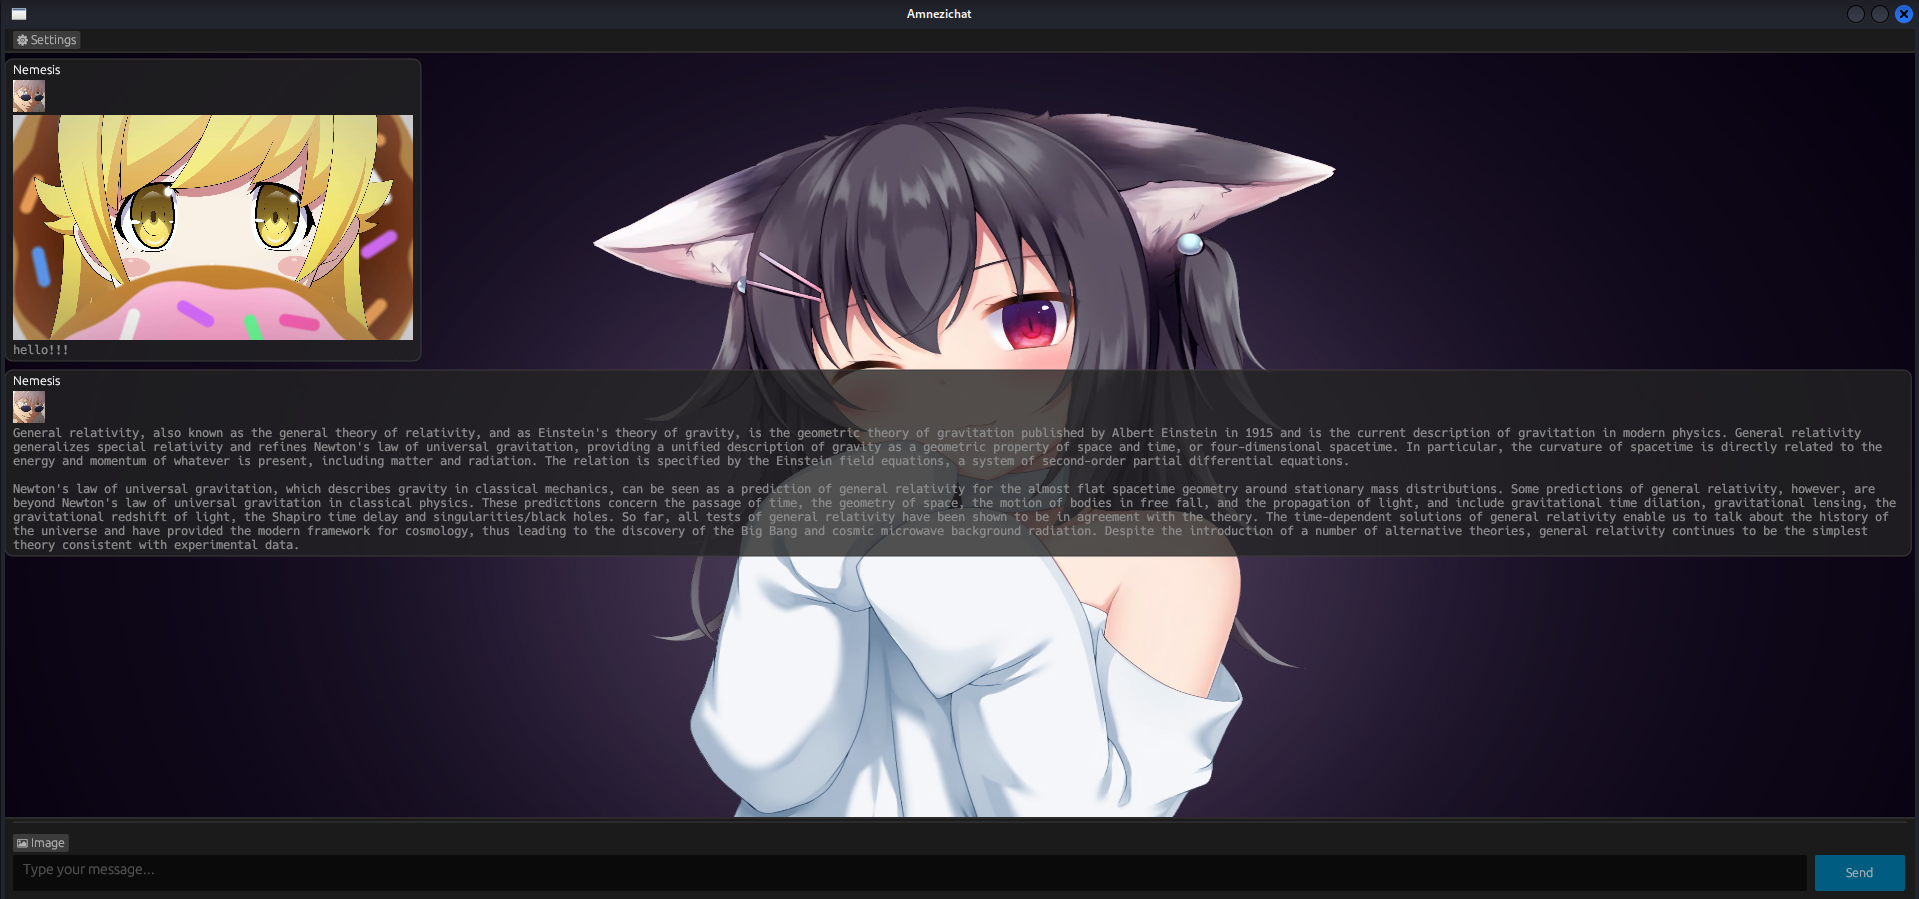 Amnezichat
Settings
Nemesis
hello!!!
Nemesis
General relativity, also known as the general theory of relativity, and as Einstein's theory of gravity, is the geometric theory of gravitation published by Albert Einstein in 1915 and is the current description of gravitation in modern physics. General relativity
generalizes special relativity and refines Newton's law of universal gravitation, providing a unified description of gravity as a geometric property of space and time, or four-dimensional spacetime. In particular, the curvature of spacetime is directly related to the
energy and momentum of whatever is present, including matter and radiation. The relation is specified by the Einstein field equations, a system of second-order partial differential equations.
Newton's law of universal gravitation, which describes gravity in classical mechanics, can be seen as a prediction of general relativity for the almost flat spacetime geometry around stationary mass distributions. Some predictions of general relativity, however, are
beyond Newton's law of universal gravitation in classical physics. These predictions concern the passage of time, the geometry of space, the motion of bodies in free fall, and the propagation of light, and include gravitational time dilation, gravitational lensing, the
gravitational redshift of light, the Shapiro time delay and singularities/black holes. So far, all tests of general relativity have been shown to be in agreement with the theory. The time-dependent solutions of general relativity enable us to talk about the history of
the universe and have provided the modern framework for cosmology, thus leading to the discovery of the Big Bang and cosmic microwave background radiation. Despite the introduction of a number of alternative theories, general relativity continues to be the simplest
theory consistent with experimental data.
Image
Type your message...
Send